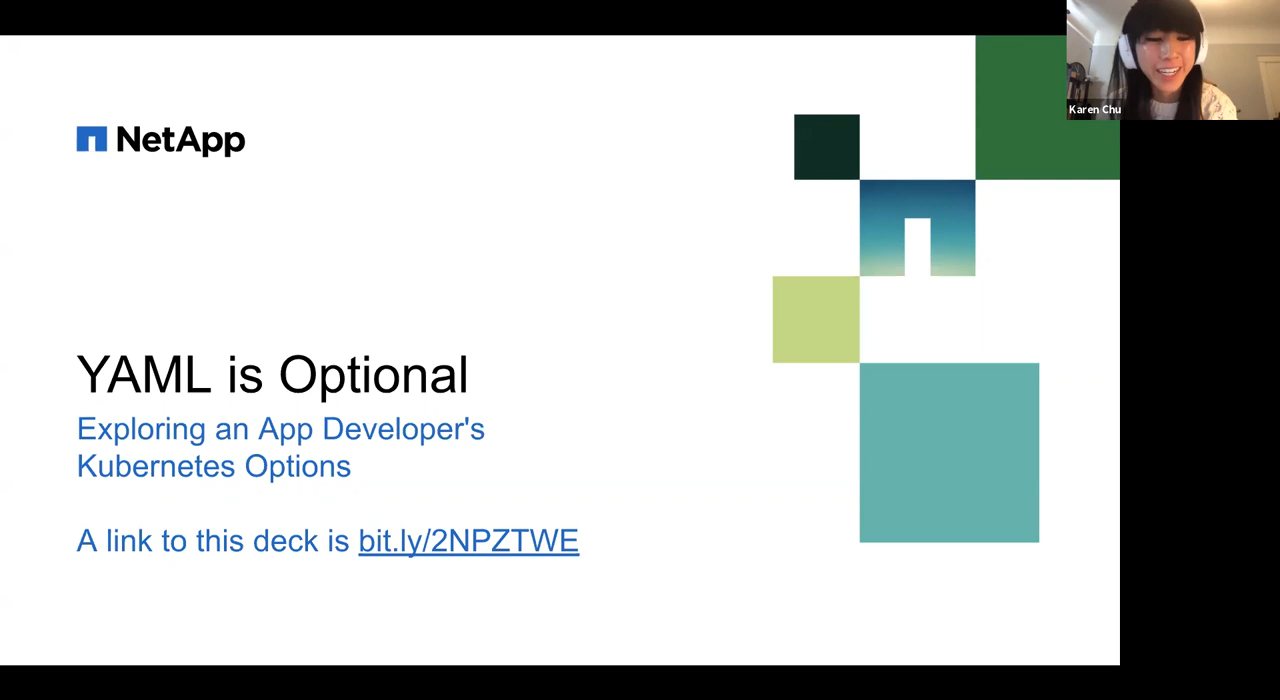 NetApp
YAML is Optional
Exploring an App Developer's
Kubernetes Options
A link to this deck is bit.ly/2NPZTWE
Karen Chu